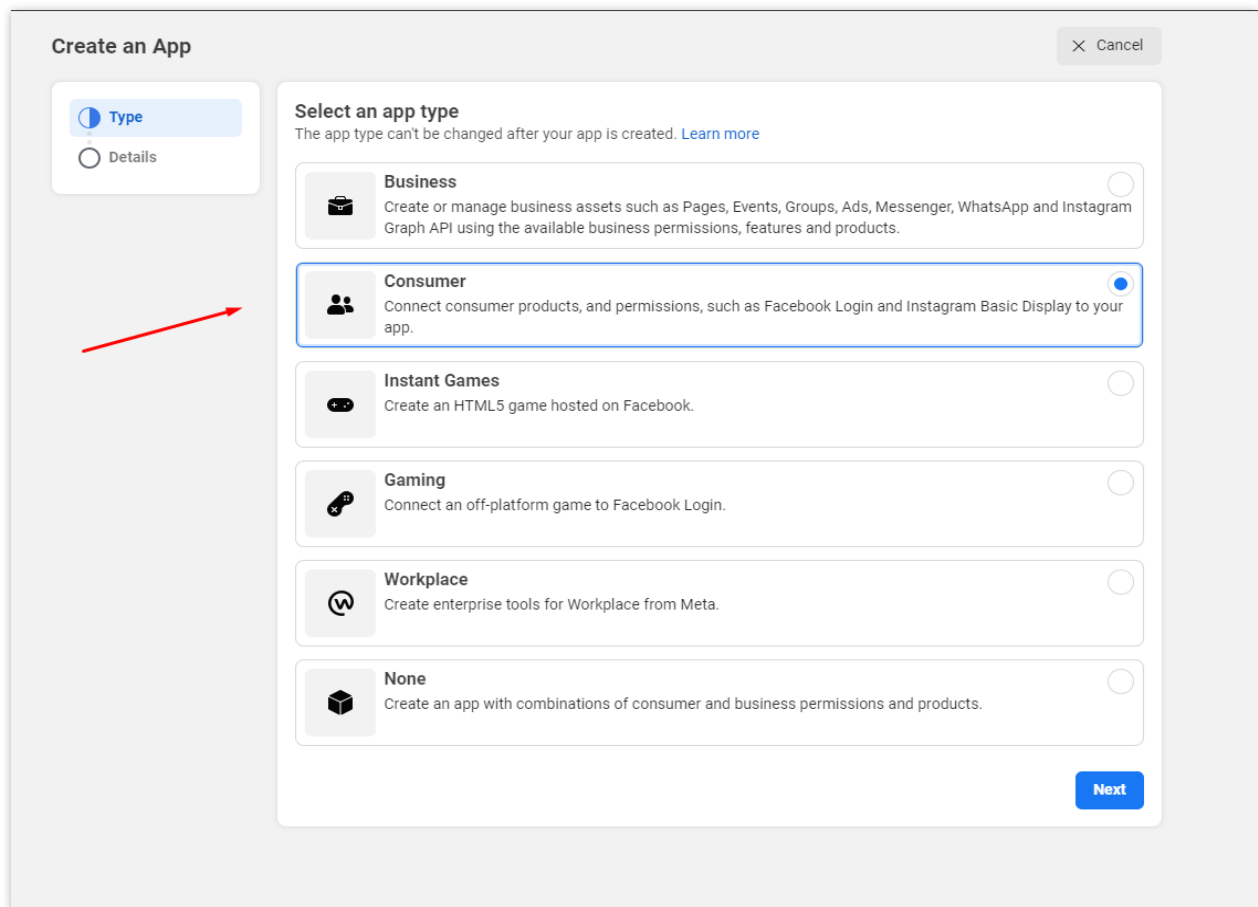 Create an App
Cancel
Type
Details
Select an app type
The app type can't be changed after your app is created. Learn more
Business
Create or manage business assets such as Pages, Events, Groups, Ads, Messenger, WhatsApp and Instagram
Graph API using the available business permissions, features and products.
Consumer
Connect consumer products, and permissions, such as Facebook Login and Instagram Basic Display to your
app.
Instant Games
Create an HTML5 game hosted on Facebook.
Gaming
Connect an off-platform game to Facebook Login.
Workplace
Create enterprise tools for Workplace from Meta.
None
Create an app with combinations of consumer and business permissions and products.
Next